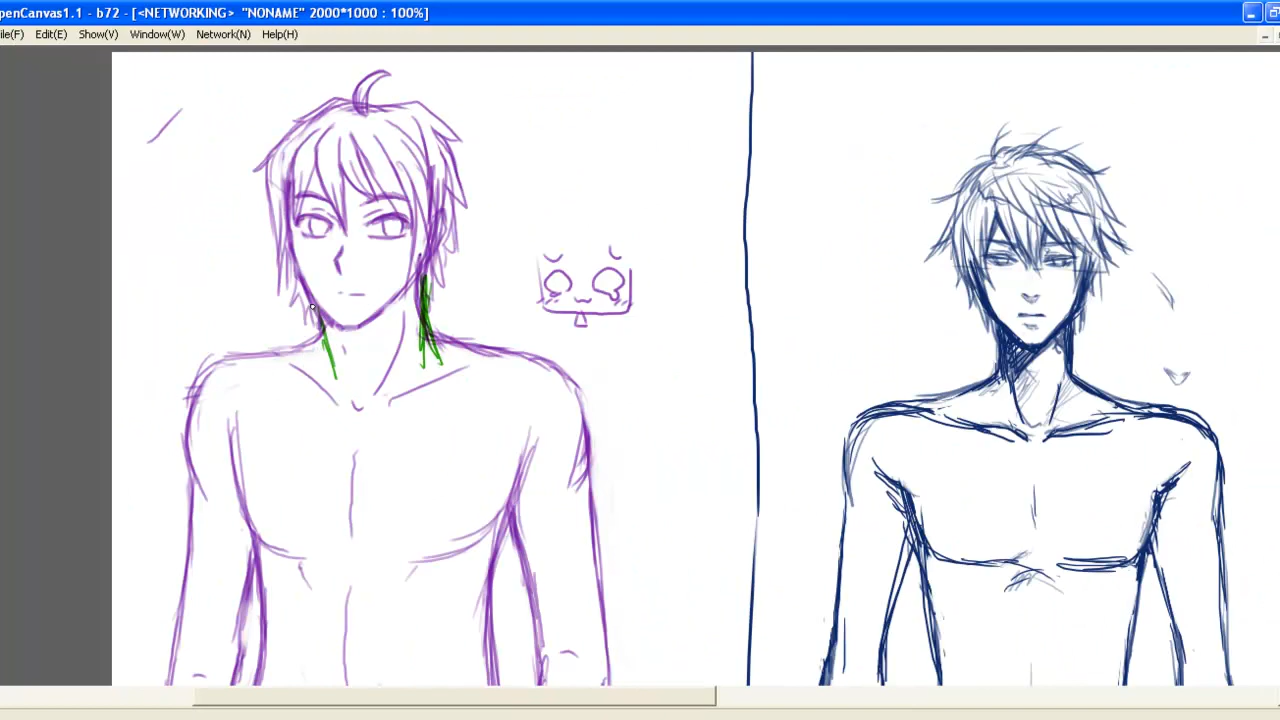 penCanvas1.1 - b72 - [<NETWORKING> "NONAME" 2000*1000 : 100%]
ile(F) Edit(E) Show(V) Window(W) Network(N) Help(H)